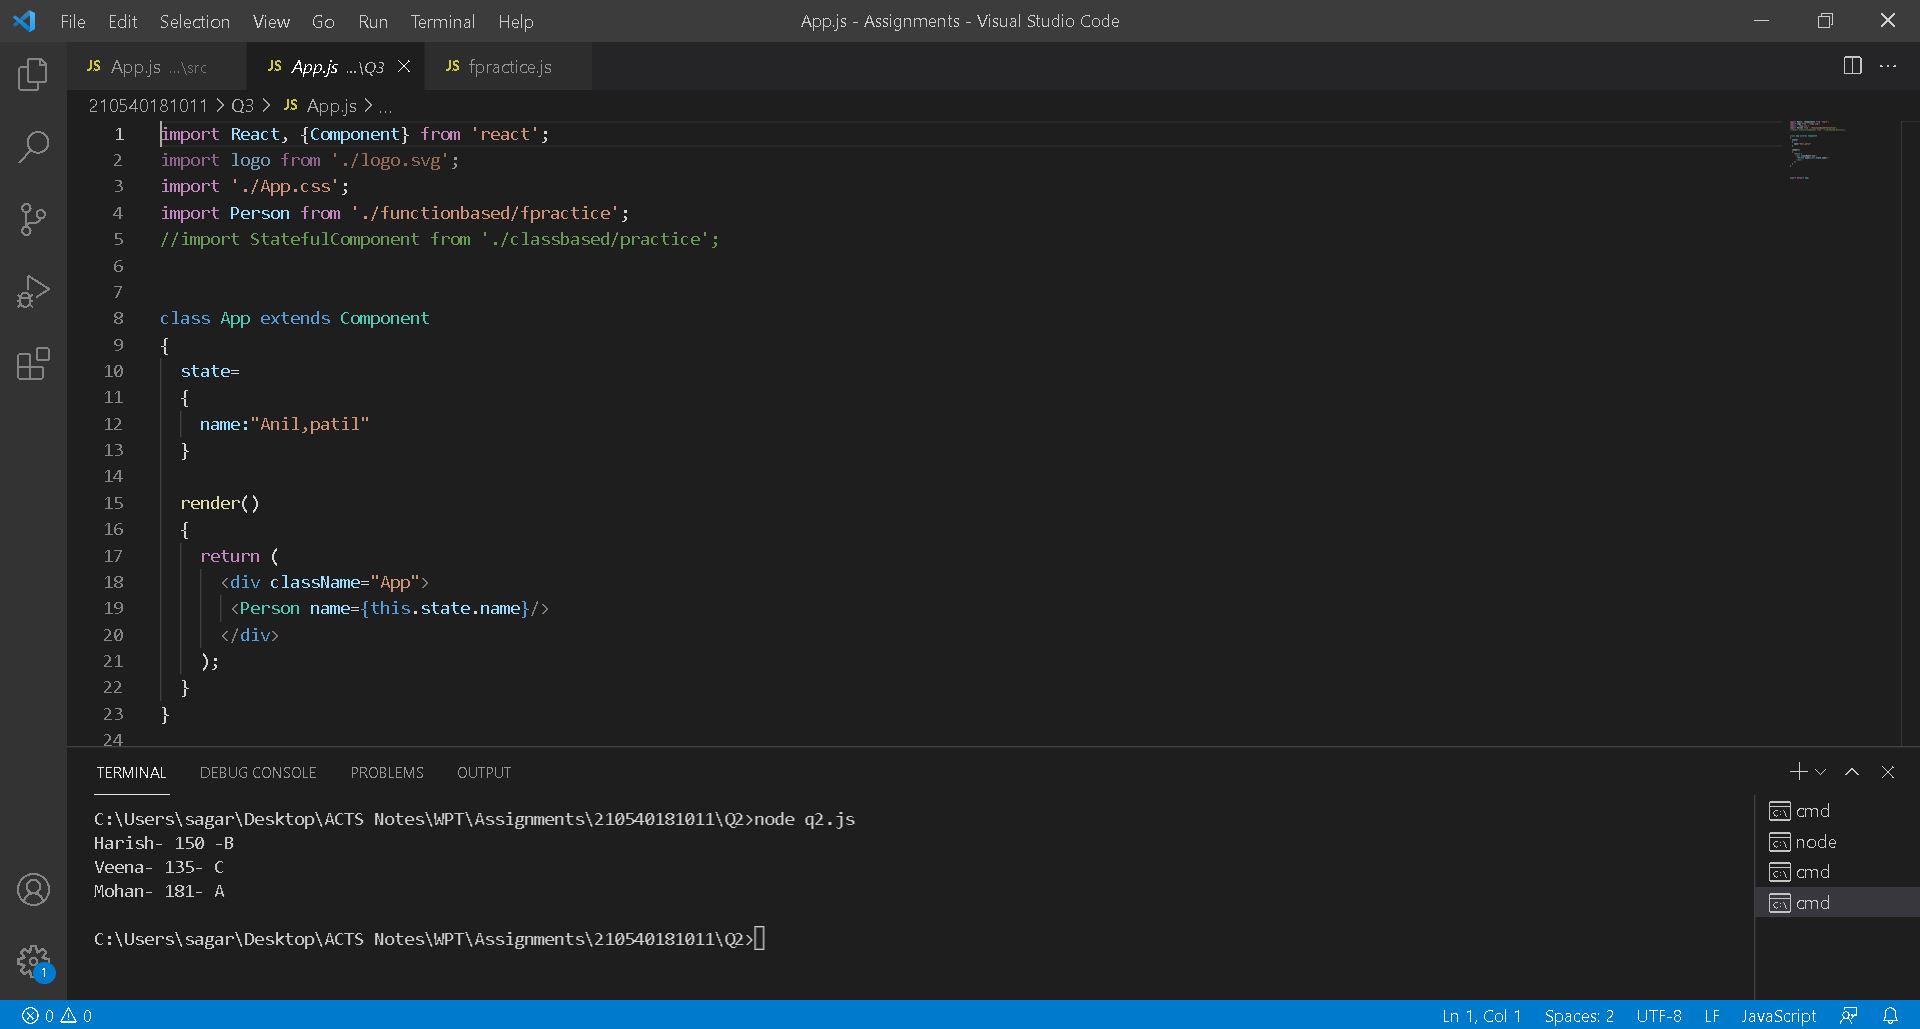 File Edit Selection View Go Run Terminal Help App.js - Assignments - Visual Studio Code
JS App.js ...\src JS App.js ...\Q3 JS fpractice.js
210540181011 > Q3 > JS App.js > ...
1 import React, {Component} from 'react';
2 import logo from './logo.svg';
3 import './App.css';
4 import Person from './functionbased/fpractice';
5 //import StatefulComponent from './classbased/practice';
6
7
8 class App extends Component
9 {
10 state=
11 {
12 name:"Anil,patil"
13 }
14
15 render()
16 {
17 return (
18 <div className="App">
19 <Person name={this.state.name}/>
20 </div>
21 );
22 }
23 }
24
TERMINAL DEBUG CONSOLE PROBLEMS OUTPUT
C:\Users\sagar\Desktop\ACTS Notes\WPT\Assignments\210540181011\Q2>node q2.js
Harish- 150 -B
Veena- 135- C
Mohan- 181- A
C:\Users\sagar\Desktop\ACTS Notes\WPT\Assignments\210540181011\Q2>
cmd
node
cmd
cmd
1
0 0 Ln 1, Col 1 Spaces: 2 UTF-8 LF JavaScript